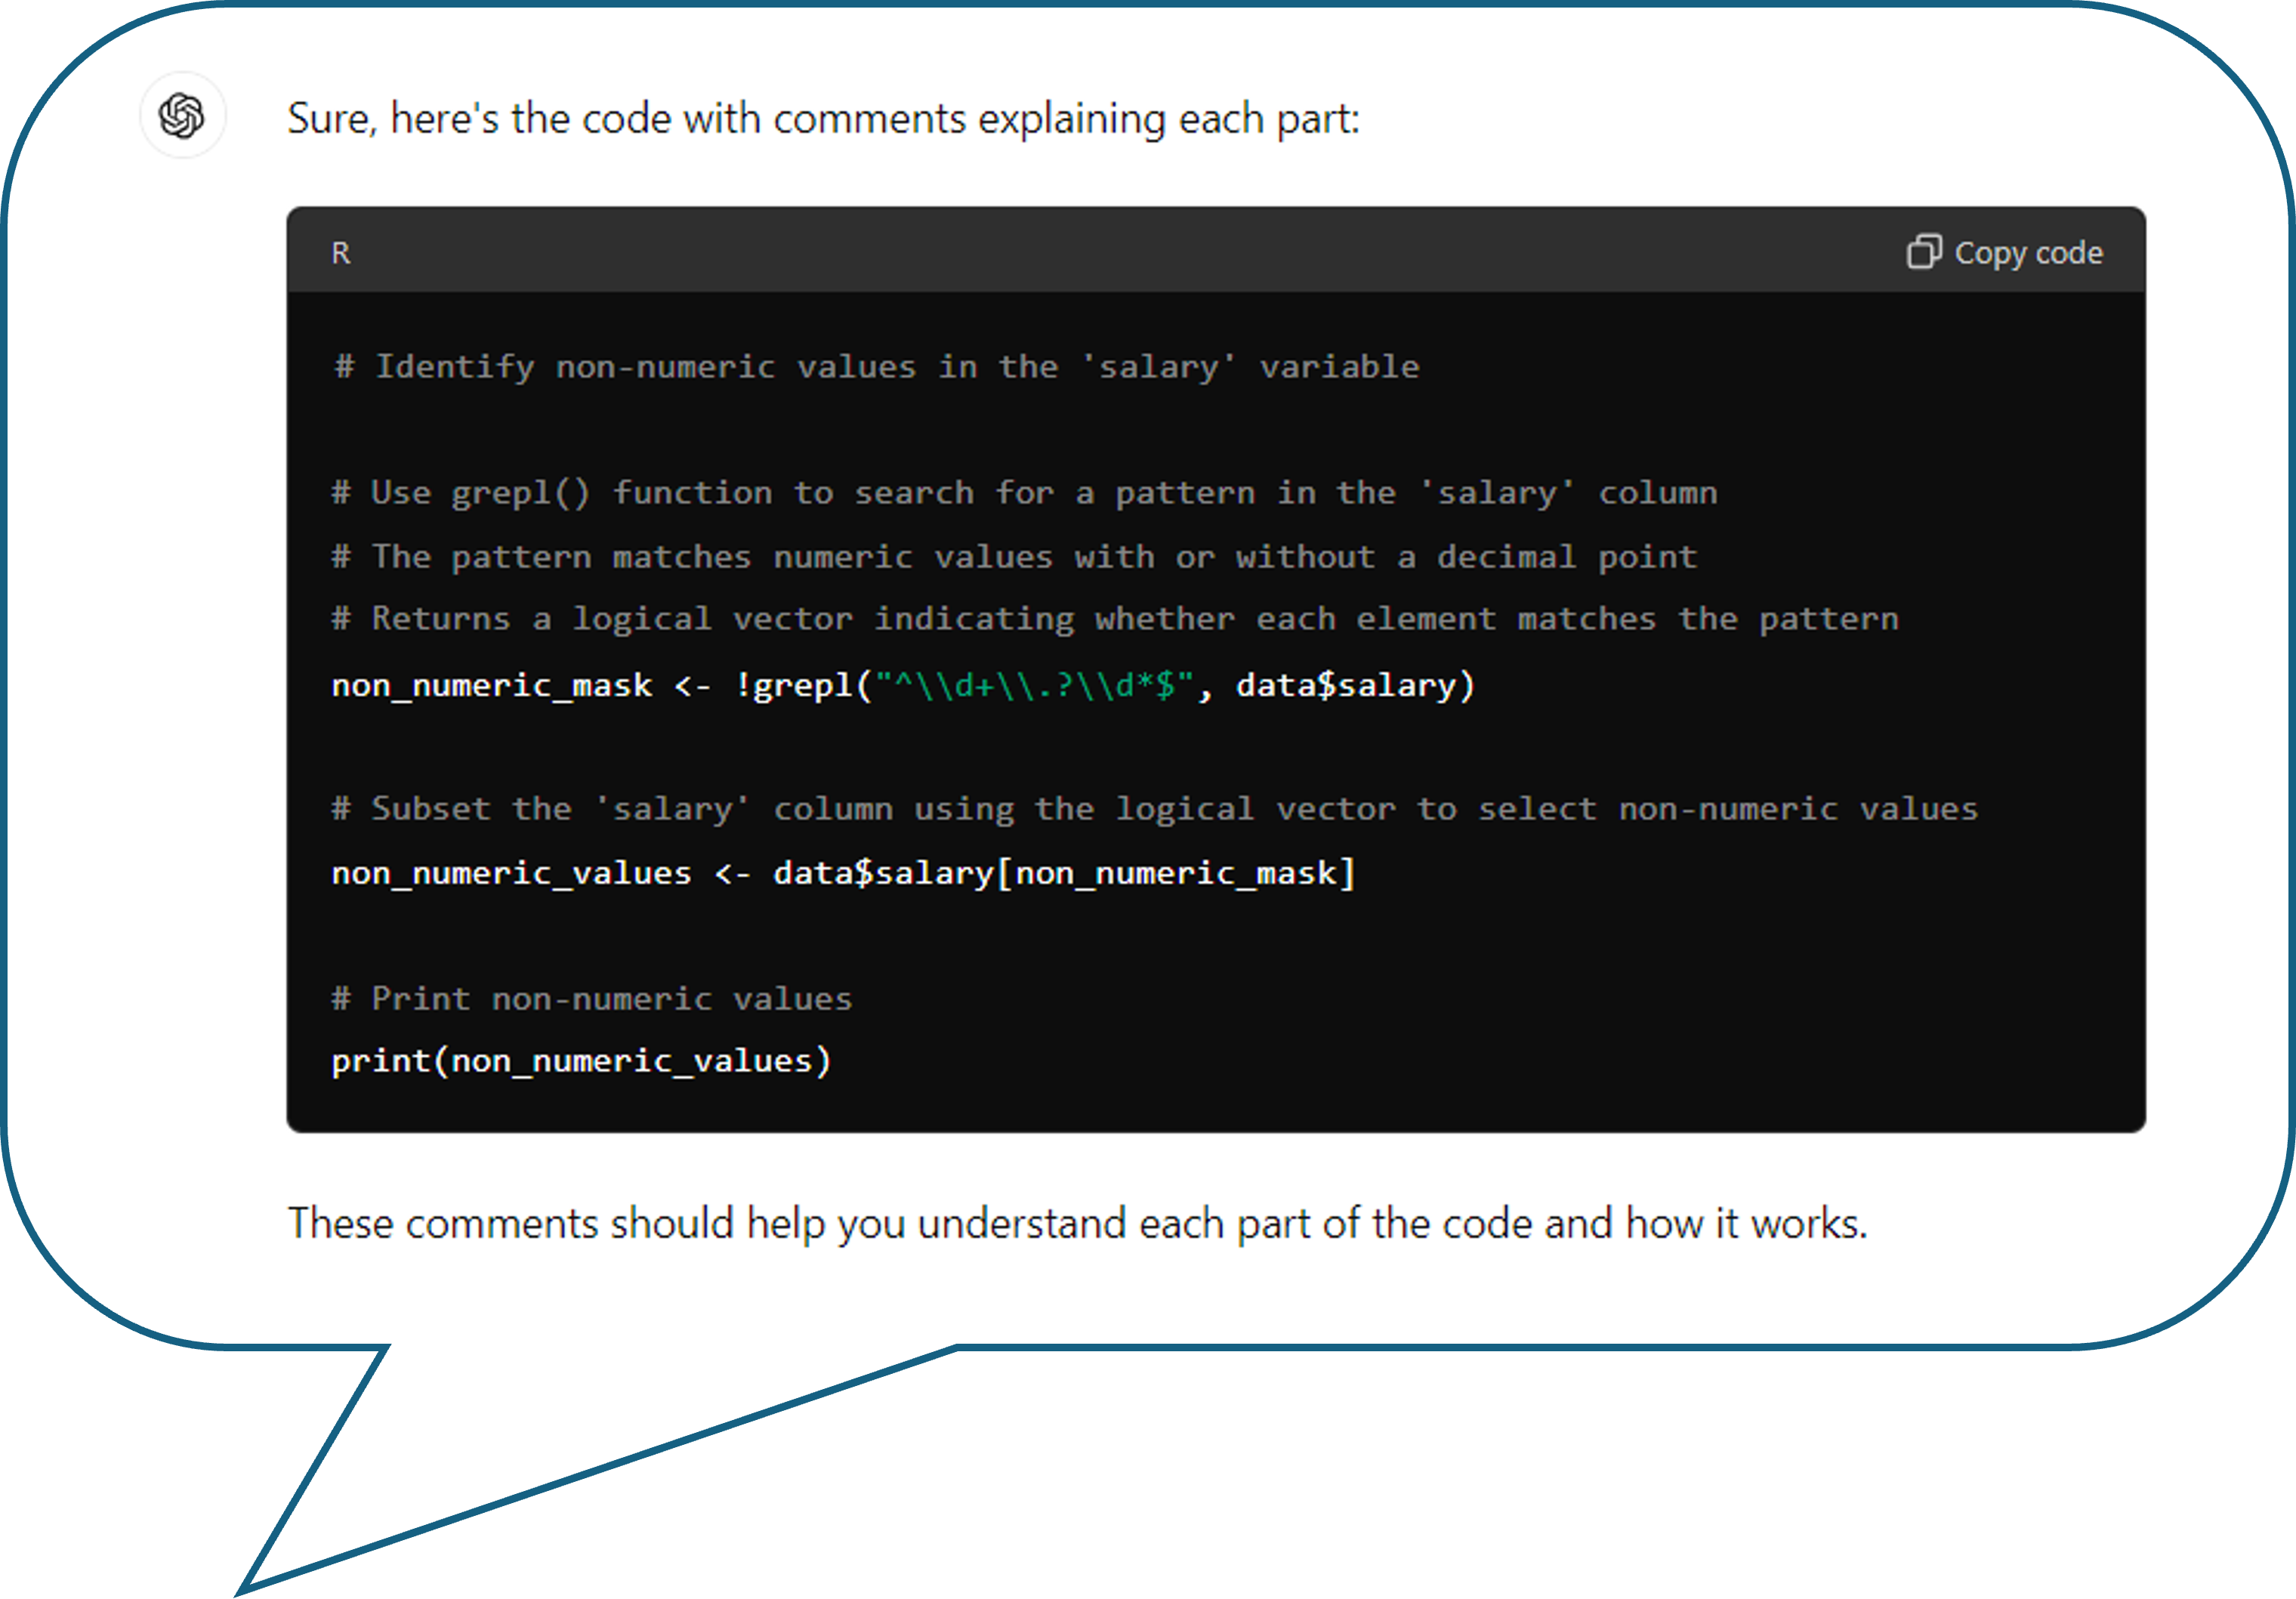 Sure, here's the code with comments explaining each part:
R
Copy code
# Identify non-numeric values in the 'salary' variable
# Use grepl() function to search for a pattern in the 'salary' column
# The pattern matches numeric values with or without a decimal point
# Returns a logical vector indicating whether each element matches the pattern
non_numeric_mask <- !grepl("^\\d+\\.?\\d*$", data$salary)
# Subset the 'salary' column using the logical vector to select non-numeric values
non_numeric_values <- data$salary[non_numeric_mask]
# Print non-numeric values
print(non_numeric_values)
These comments should help you understand each part of the code and how it works.